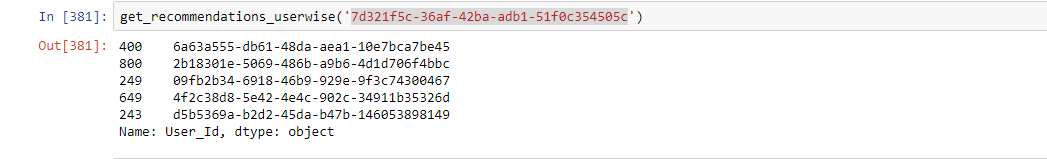 In [381]: get_recommendations_userwise('7d321f5c-36af-42ba-adb1-51f0c354505c')
Out[381]: 400    6a63a555-db61-48da-aea1-10e7bca7be45
800    2b18301e-5069-486b-a9b6-4d1d706f4bbc
249    09fb2b34-6918-46b9-929e-9f3c74300467
649    4f2c38d8-5e42-4e4c-902c-34911b35326d
243    d5b5369a-b2d2-45da-b47b-146053898149
Name: User_Id, dtype: object